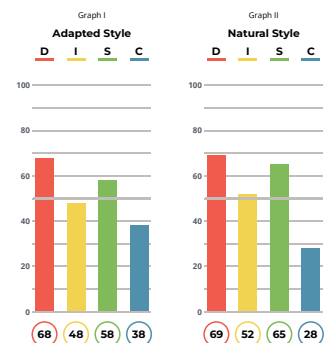 Graph I
Adapted Style
D I S C
100
80
60
40
20
0
68 48 58 38
Graph II
Natural Style
D I S C
100
80
60
40
20
0
69 52 65 28